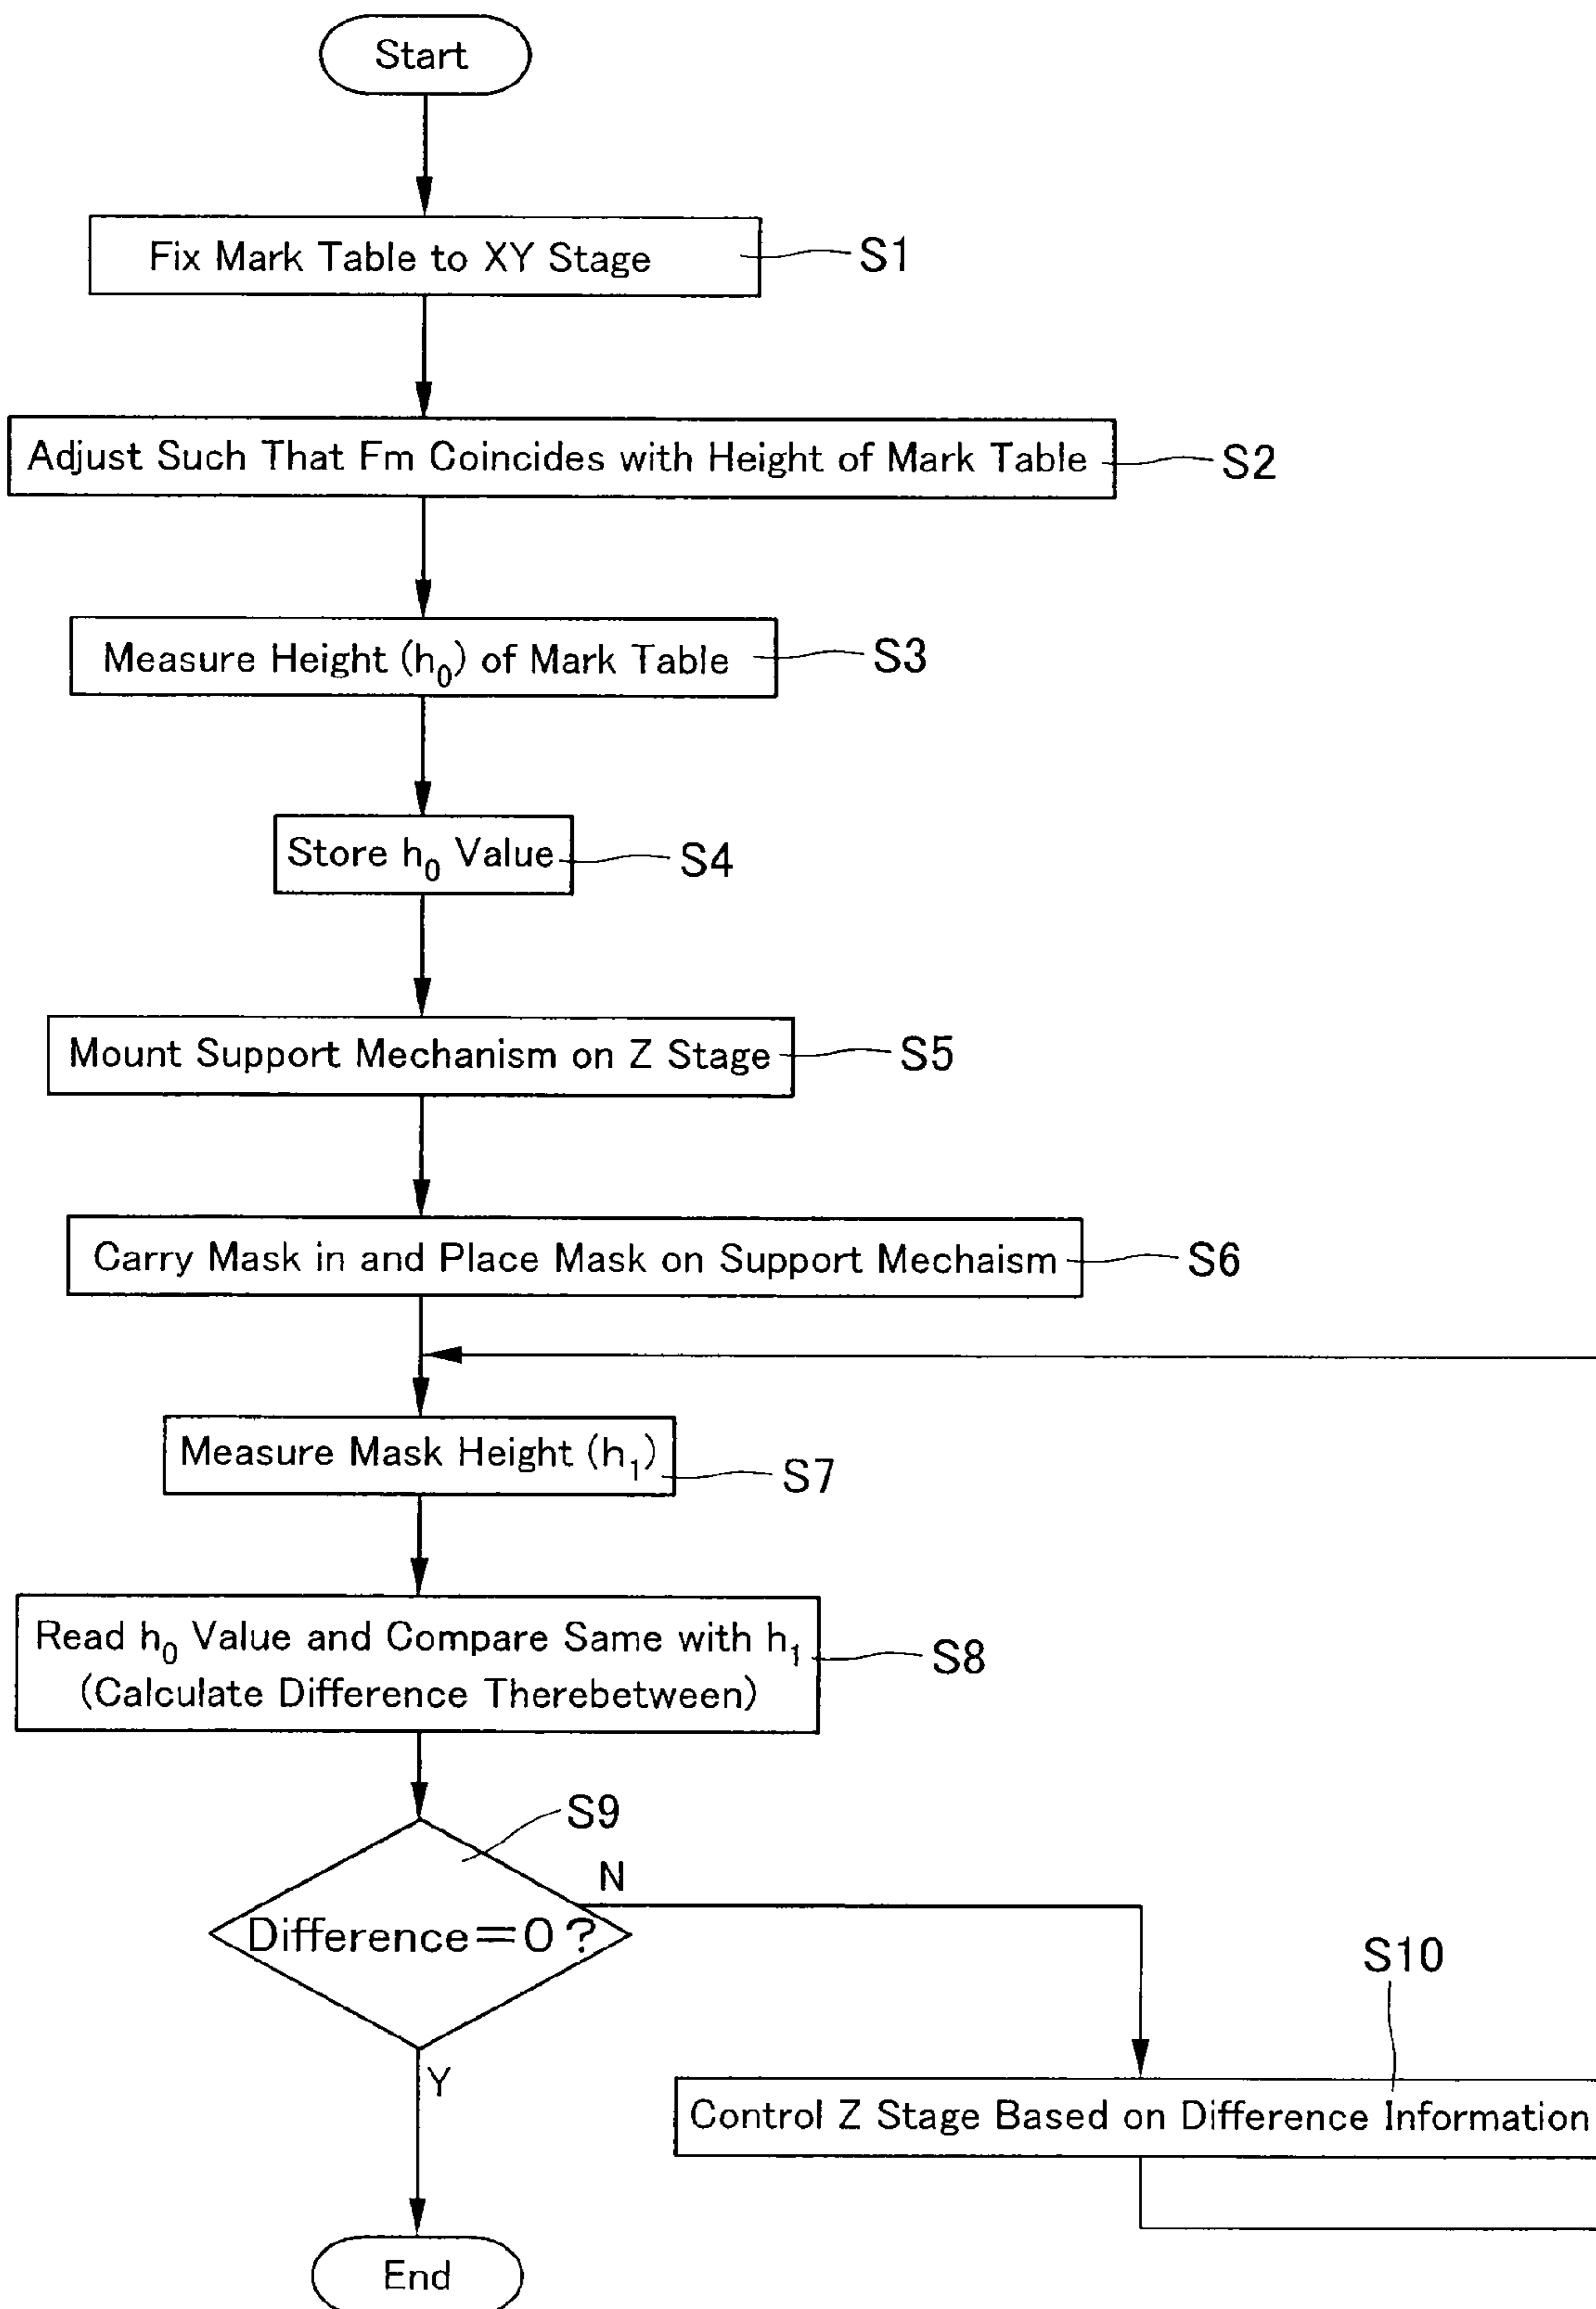 Start
Fix Mark Table to XY Stage
S1
Adjust Such That Fm Coincides with Height of Mark Table
S2
Measure Height (h₀) of Mark Table
S3
Store h₀ Value
S4
Mount Support Mechanism on Z Stage
S5
Carry Mask in and Place Mask on Support Mechaism
S6
Measure Mask Height (h₁)
S7
Read h₀ Value and Compare Same with h₁
(Calculate Difference Therebetween)
S8
S9
N
Difference=0?
S10
Y
Control Z Stage Based on Difference Information
End